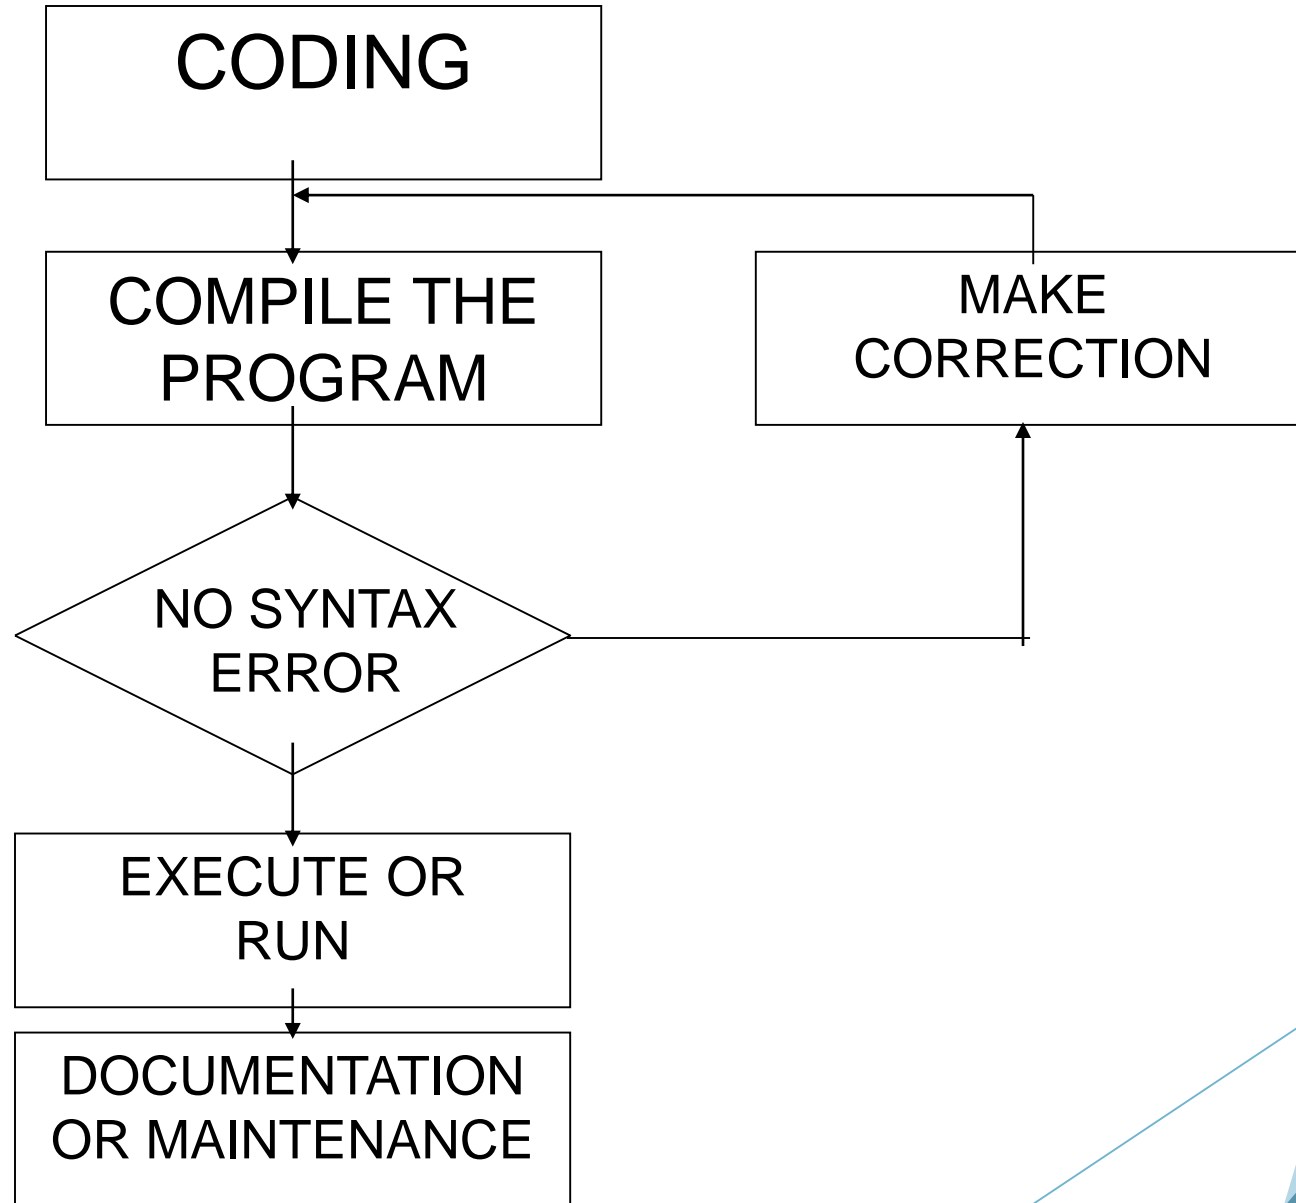 CODING
COMPILE THE
PROGRAM
MAKE
CORRECTION
NO SYNTAX
ERROR
EXECUTE OR
RUN
DOCUMENTATION
OR MAINTENANCE